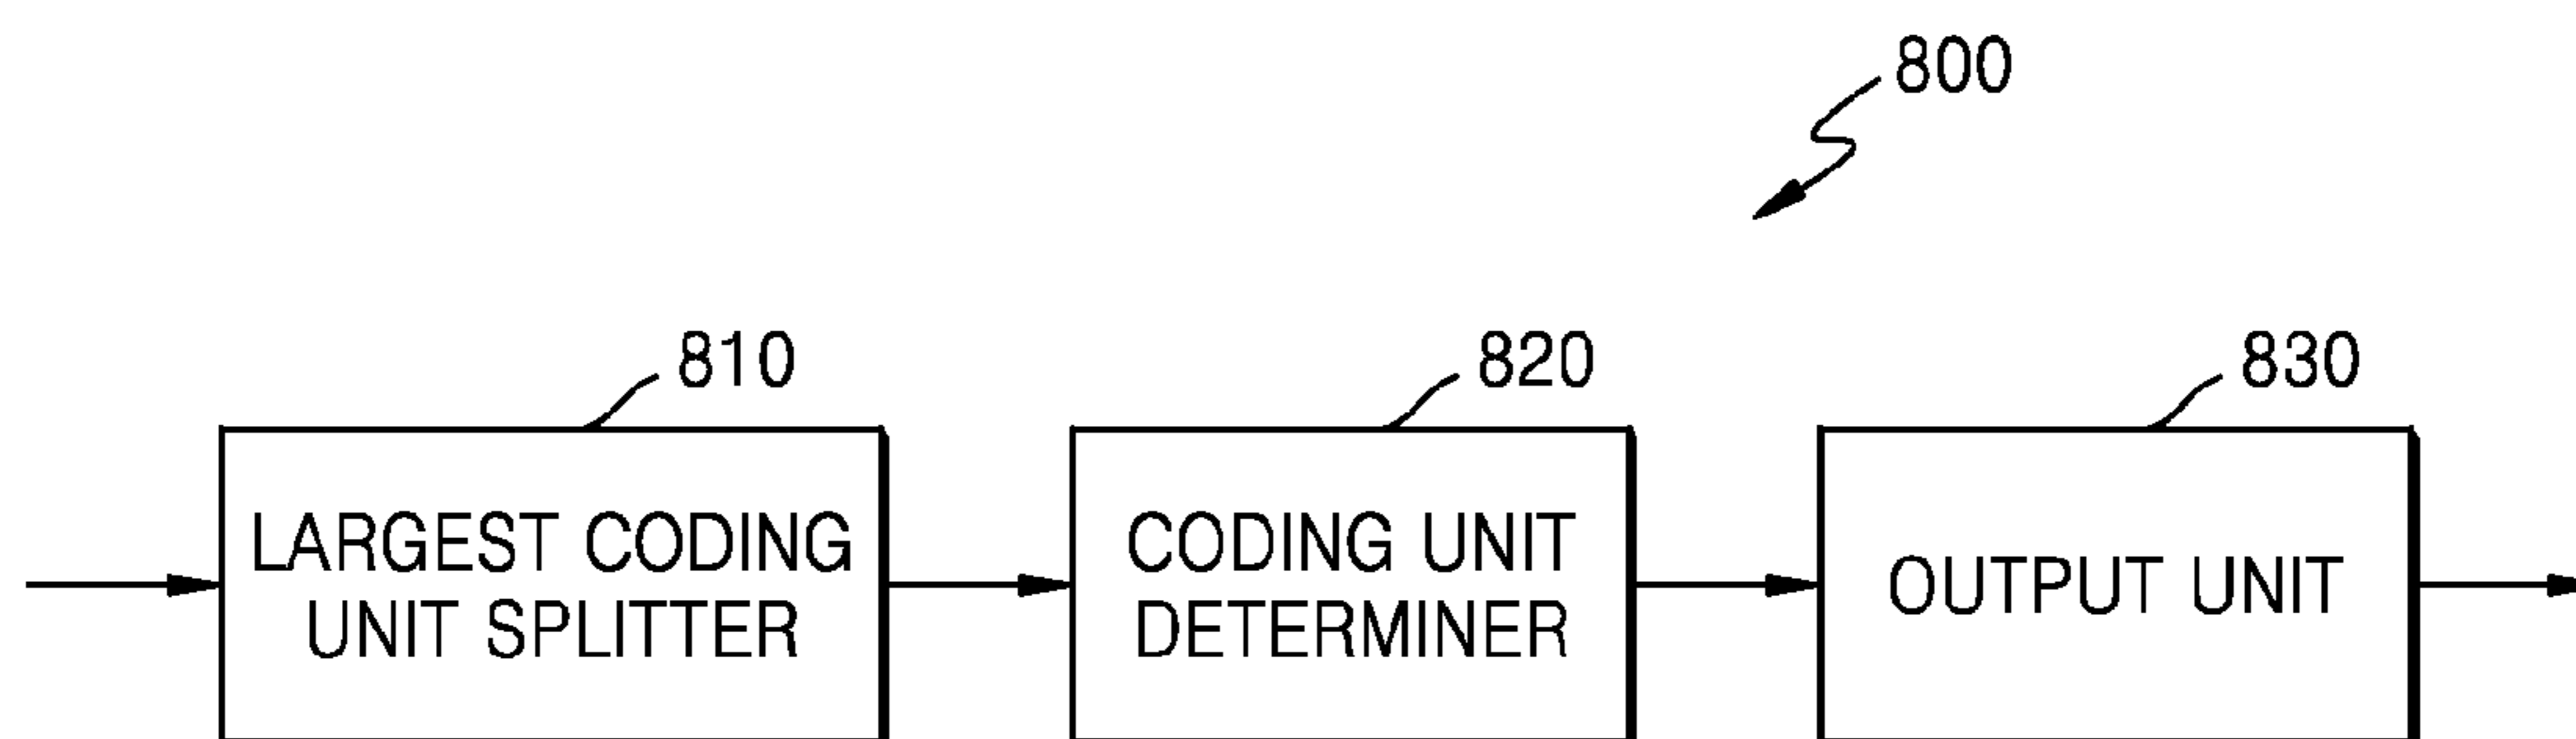 800
810
820
830
LARGEST CODING
UNIT SPLITTER
CODING UNIT
DETERMINER
OUTPUT UNIT